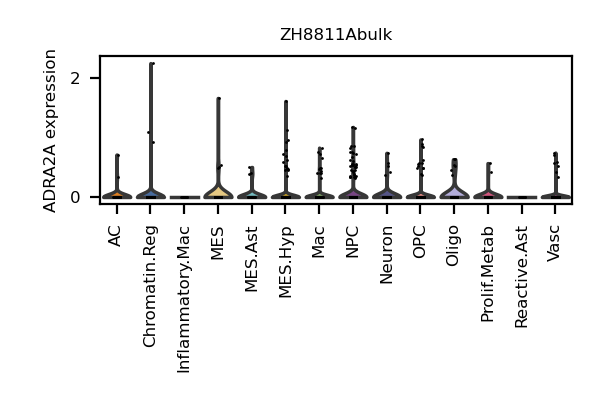 ZH8811Abulk
ADRA2A expression
2
0
AC
Chromatin.Reg
Inflammatory.Mac
MES
MES.Ast
MES.Hyp
Mac
NPC
Neuron
OPC
Oligo
Prolif.Metab
Reactive.Ast
Vasc